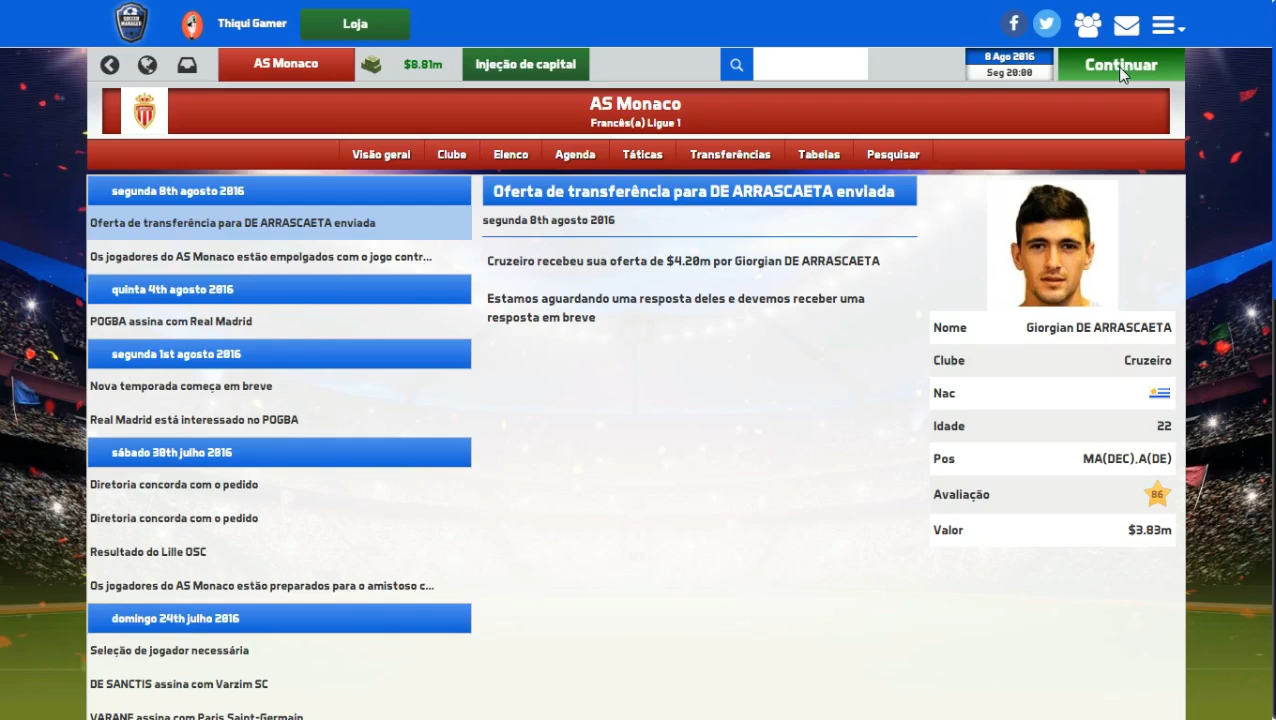 SOCCER MANAGER
Thiqui Gamer
Loja
AS Monaco
$8.81m
Injeção de capital
8 Ago 2016
Seg 20:00
Continuar
AS Monaco
Francês(a) Ligue 1
Visão geral
Clube
Elenco
Agenda
Táticas
Transferências
Tabelas
Pesquisar
segunda 8th agosto 2016
Oferta de transferência para DE ARRASCAETA enviada
Os jogadores do AS Monaco estão empolgados com o jogo contr...
quinta 4th agosto 2016
POGBA assina com Real Madrid
segunda 1st agosto 2016
Nova temporada começa em breve
Real Madrid está interessado no POGBA
sábado 30th julho 2016
Diretoria concorda com o pedido
Diretoria concorda com o pedido
Resultado do Lille OSC
Os jogadores do AS Monaco estão preparados para o amistoso c...
domingo 24th julho 2016
Seleção de jogador necessária
DE SANCTIS assina com Varzim SC
VARANE assina com Paris Saint-Germain
Oferta de transferência para DE ARRASCAETA enviada
segunda 8th agosto 2016
Cruzeiro recebeu sua oferta de $4.20m por Giorgian DE ARRASCAETA
Estamos aguardando uma resposta deles e devemos receber uma
resposta em breve
Nome Giorgian DE ARRASCAETA
Clube Cruzeiro
Nac
Idade 22
Pos MA(DEC),A(DE)
Avaliação 86
Valor $3.83m